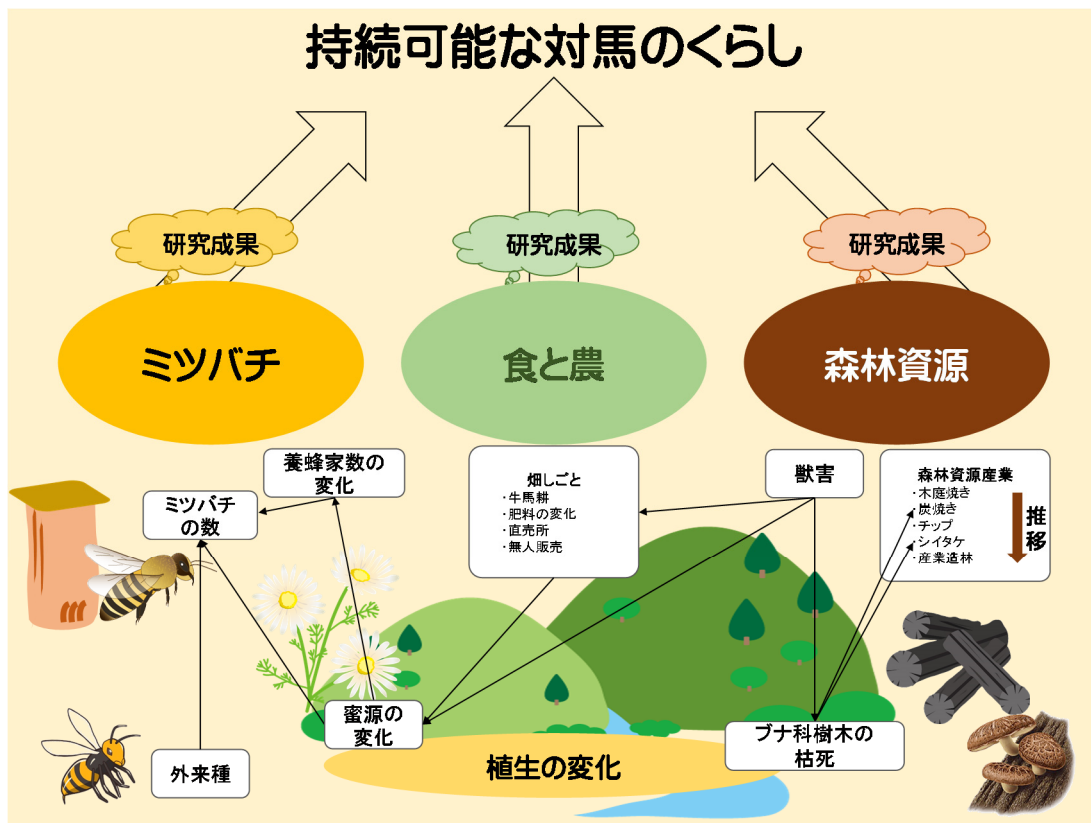 持続可能な対馬のくらし
研究成果
研究成果
研究成果
ミツバチ
食と農
森林資源
養蜂家数の
変化
ミツバチ
の数
畑しごと
・牛馬耕
・肥料の変化
・直売所
・無人販売
獣害
森林資源産業
・木庭焼き
・炭焼き
・チップ
・シイタケ
・産業造林
推移
蜜源の
変化
外来種
植生の変化
ブナ科樹木の
枯死